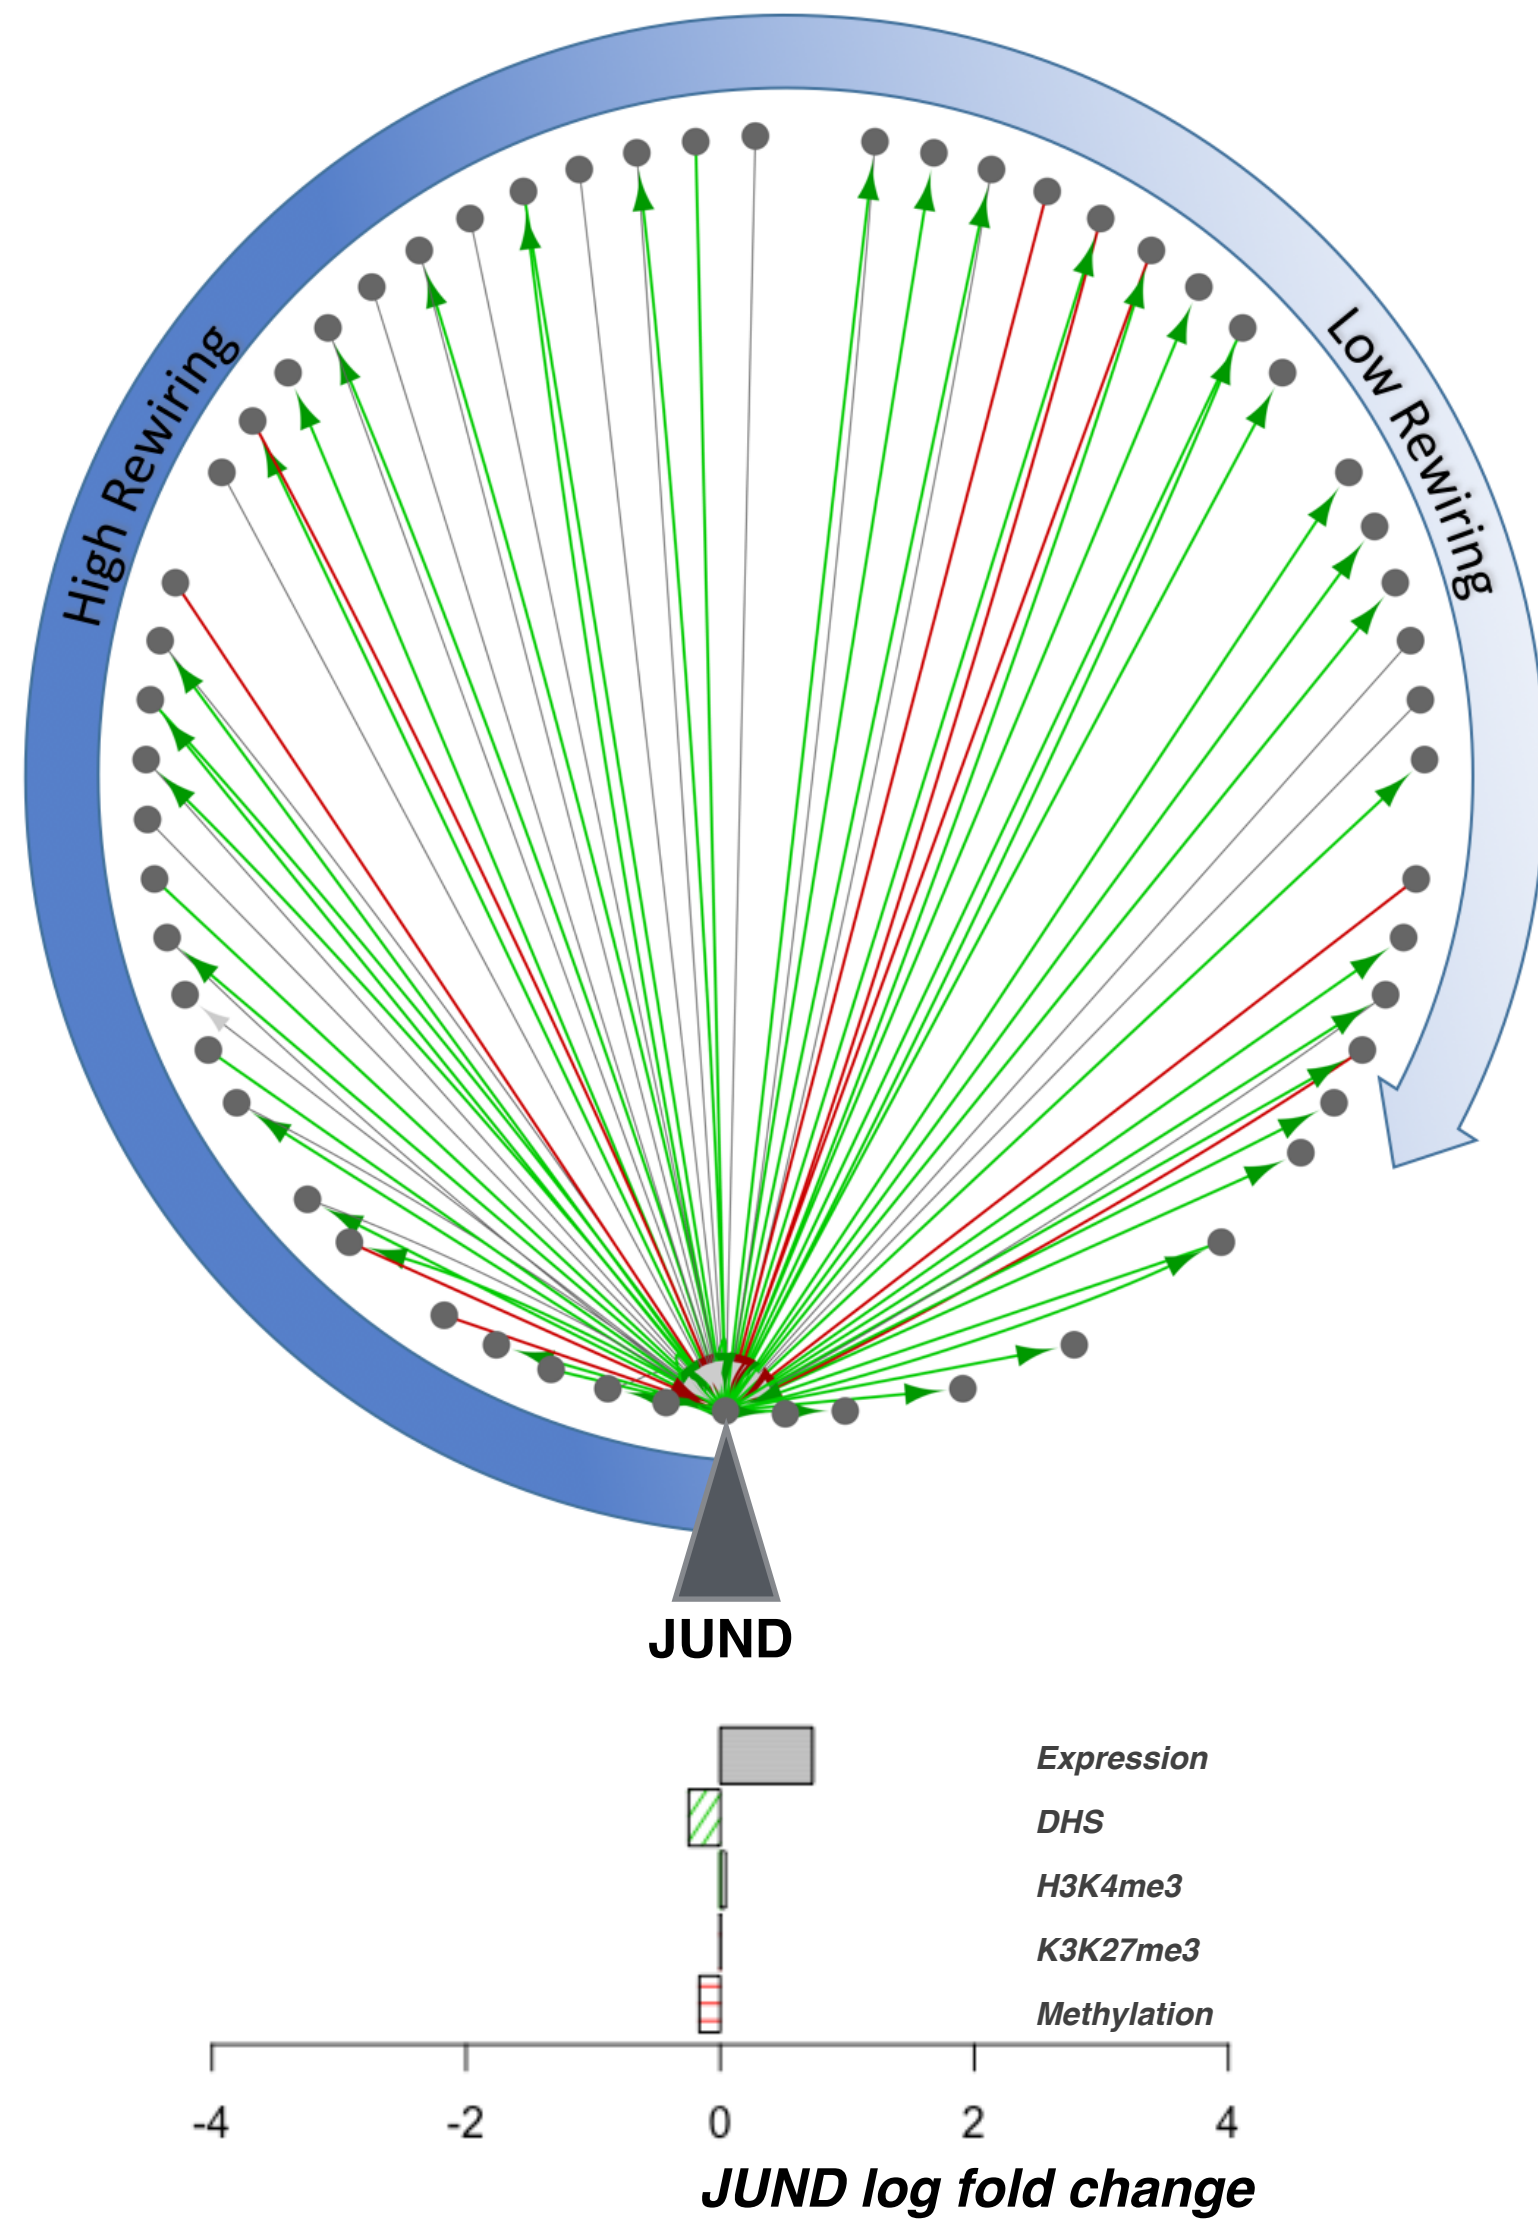 High Rewiring
Low Rewiring
JUND
Expression
DHS
H3K4me3
K3K27me3
Methylation
-4 -2 0 2 4
JUND log fold change